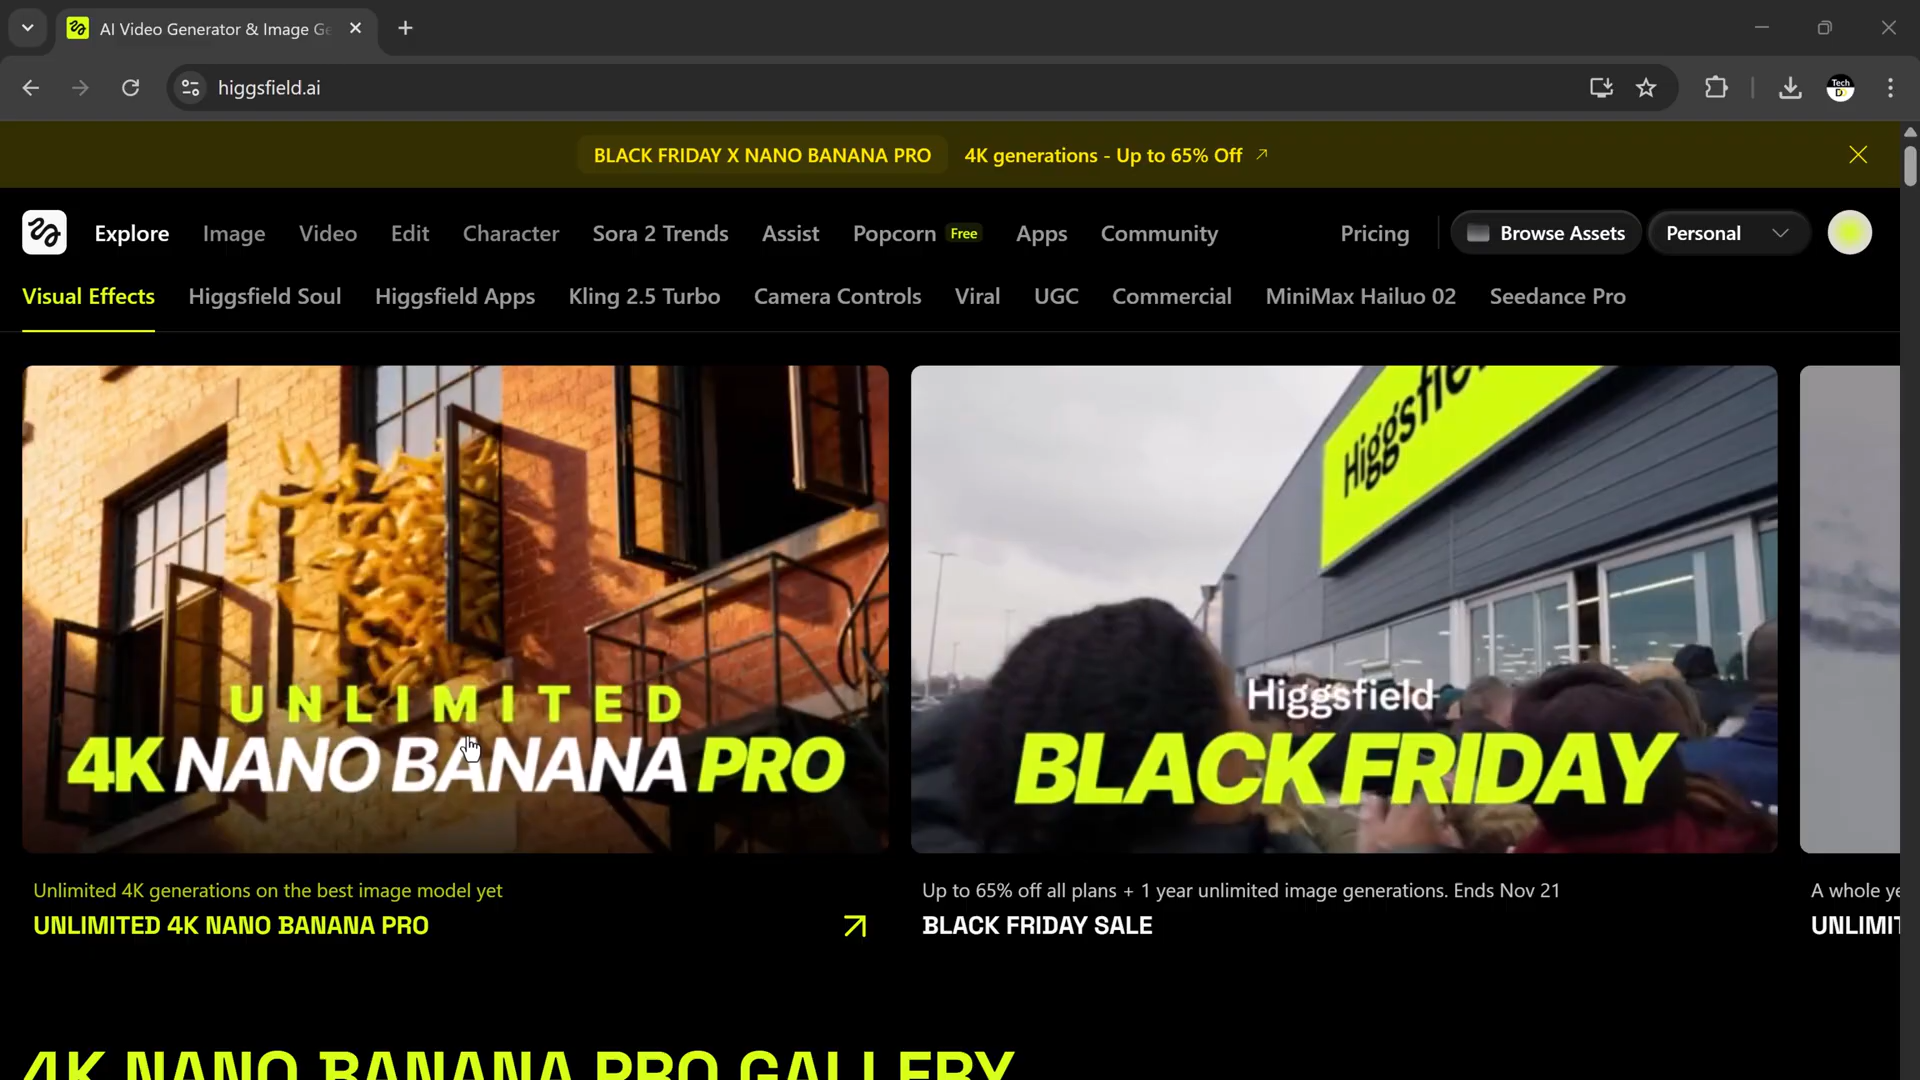 AI Video Generator & Image Ge
higgsfield.ai
Tech
D
BLACK FRIDAY X NANO BANANA PRO 4K generations - Up to 65% Off
Explore Image Video Edit Character Sora 2 Trends Assist Popcorn Free Apps Community Pricing Browse Assets Personal
Visual Effects Higgsfield Soul Higgsfield Apps Kling 2.5 Turbo Camera Controls Viral UGC Commercial MiniMax Hailuo 02 Seedance Pro
Higgsfield
UNLIMITED
4K NANO BANANA PRO
Higgsfield
BLACK FRIDAY
Unlimited 4K generations on the best image model yet
UNLIMITED 4K NANO BANANA PRO
Up to 65% off all plans + 1 year unlimited image generations. Ends Nov 21
BLACK FRIDAY SALE
A whole ye
UNLIMIT
4K NANO BANANA PRO GALLERY